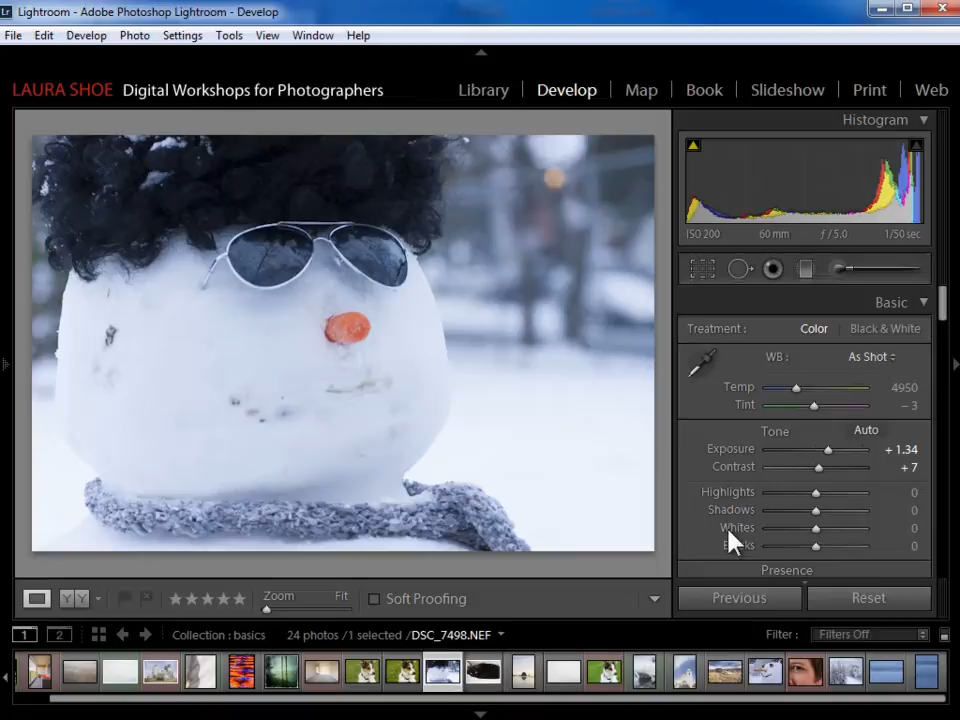 Lr Lightroom - Adobe Photoshop Lightroom - Develop
File Edit Develop Photo Settings Tools View Window Help
LAURA SHOE Digital Workshops for Photographers
Library Develop Map Book Slideshow Print Web
Histogram
ISO 200 60 mm ƒ / 5.0 1/50 sec
Basic
Treatment : Color Black & White
WB : As Shot
Temp 4950
Tint – 3
Tone Auto
Exposure + 1.34
Contrast + 7
Highlights 0
Shadows 0
Whites 0
0
Presence
YY Zoom Fit Soft Proofing
Previous Reset
1 2 Collection : basics 24 photos /1 selected /DSC_7498.NEF Filter : Filters Off